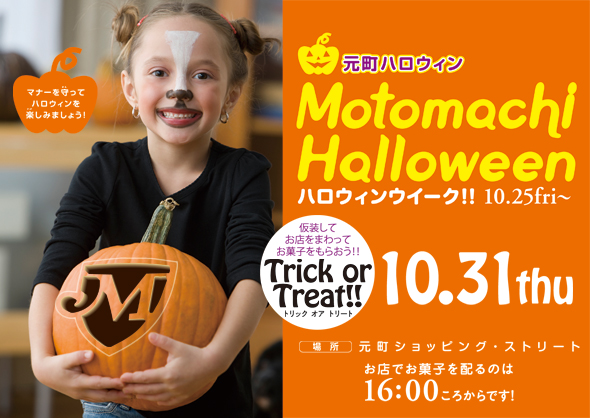 マナーを守って
ハロウィンを
楽しみましょう!
JM
元町ハロウィン
Motomachi
Halloween
ハロウィンウイーク!! 10.25fri~
仮装して
お店をまわって
お菓子をもらおう!!
Trick or
Treat!!
トリック オア トリート
10.31thu
場所 元町ショッピング・ストリート
お店でお菓子を配るのは
16:00ころからです!